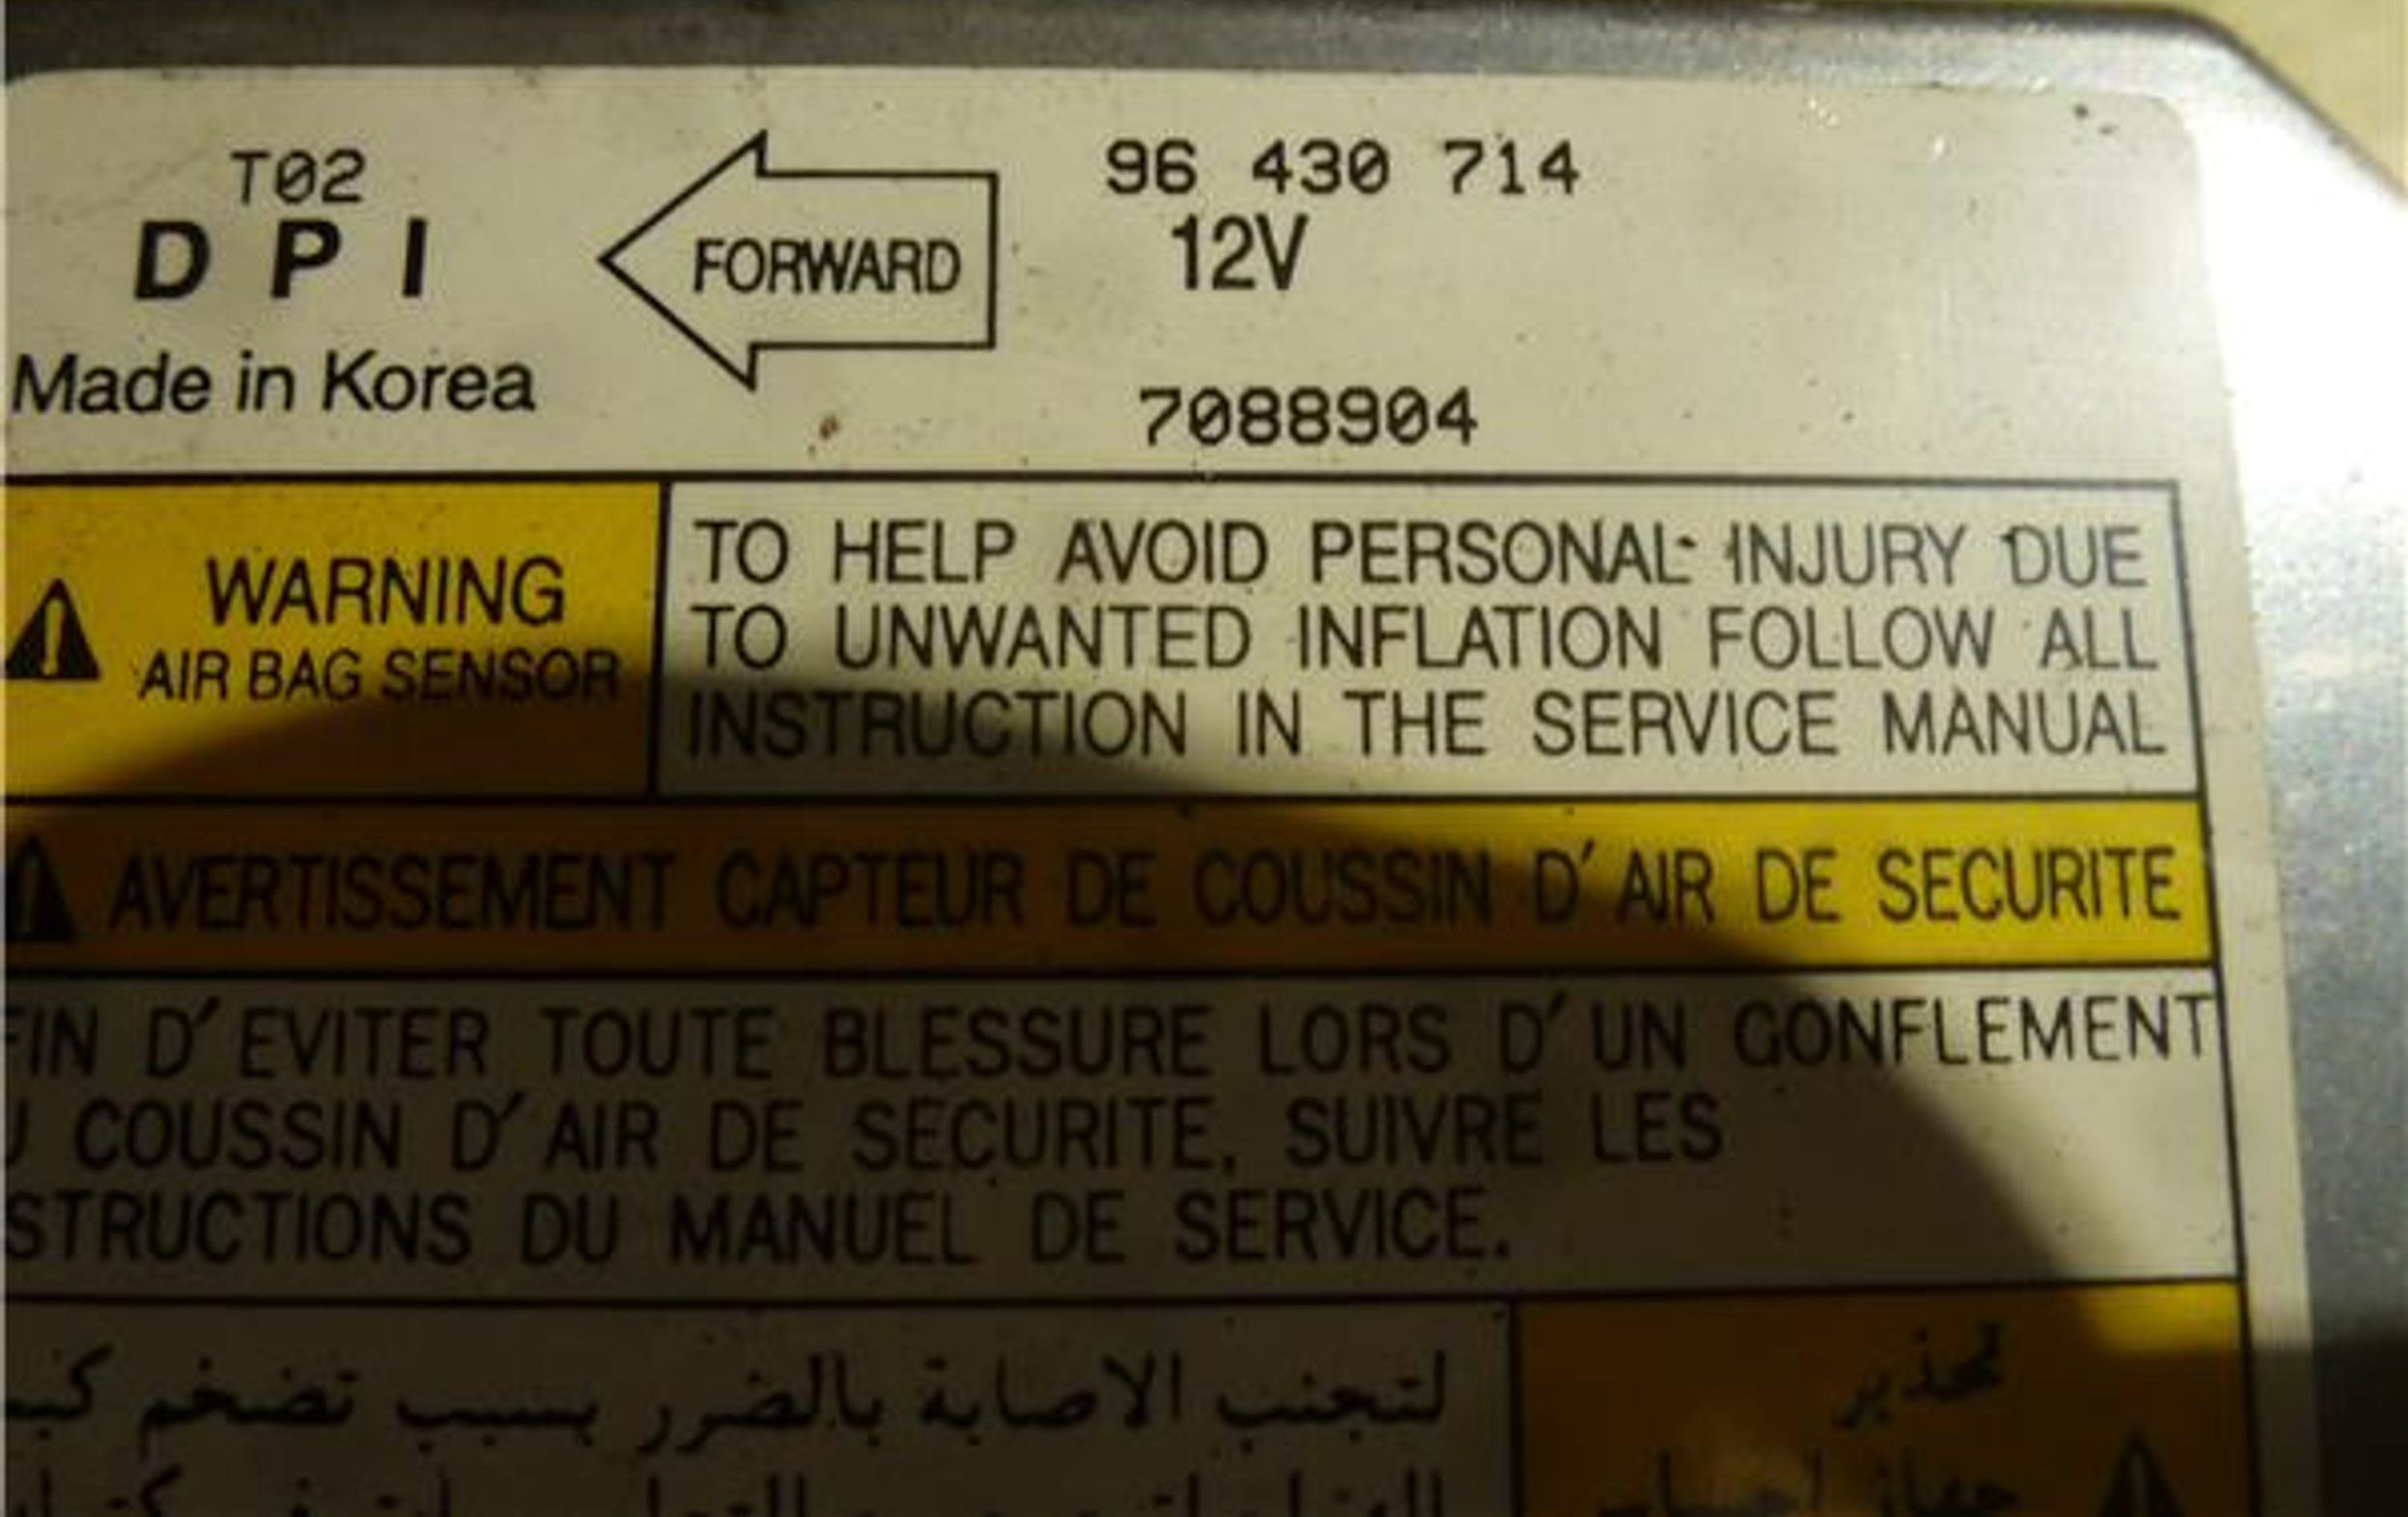 T02
DPI
Made in Korea
FORWARD
96 430 714
12V
7088904
WARNING
AIR BAG SENSOR
TO HELP AVOID PERSONAL INJURY DUE
TO UNWANTED INFLATION FOLLOW ALL
INSTRUCTION IN THE SERVICE MANUAL
AVERTISSEMENT CAPTEUR DE COUSSIN D'AIR DE SECURITE
FIN D'EVITER TOUTE BLESSURE LORS D'UN GONFLEMENT
U COUSSIN D'AIR DE SECURITE, SUIVRE LES
STRUCTIONS DU MANUEL DE SERVICE.
تحذير
لتجنب الاصابة بالضرر بسبب تضخم